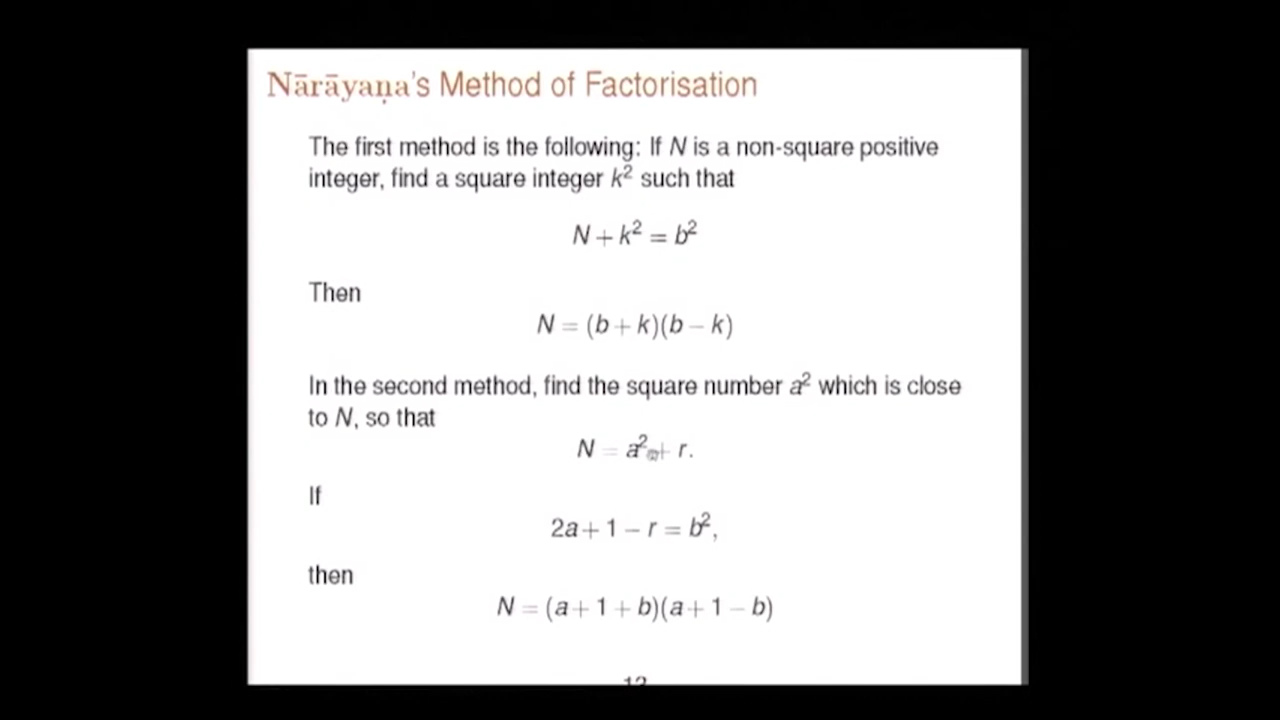 Nārāyaṇa's Method of Factorisation
The first method is the following: If N is a non-square positive
integer, find a square integer k² such that
N + k² = b²
Then
N = (b + k)(b − k)
In the second method, find the square number a² which is close
to N, so that
N = a² + r.
If
2a + 1 − r = b²,
then
N = (a + 1 + b)(a + 1 − b)